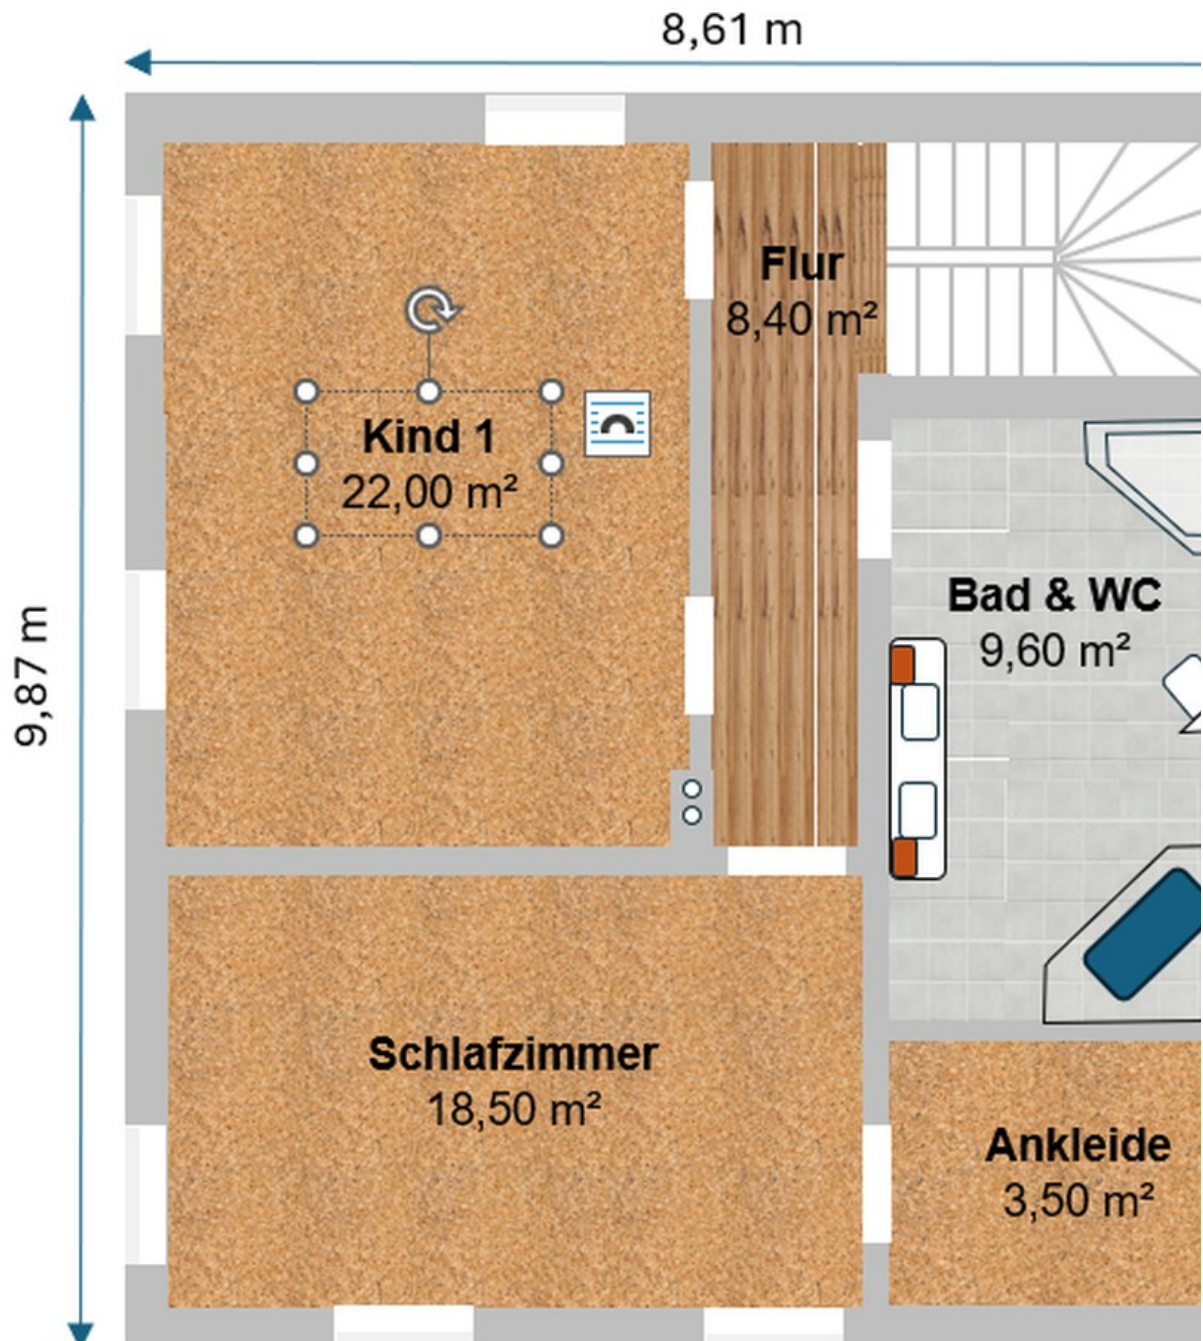 8,61 m
9,87 m
Flur
8,40 m²
Kind 1
22,00 m²
Bad & WC
9,60 m²
Schlafzimmer
18,50 m²
Ankleide
3,50 m²